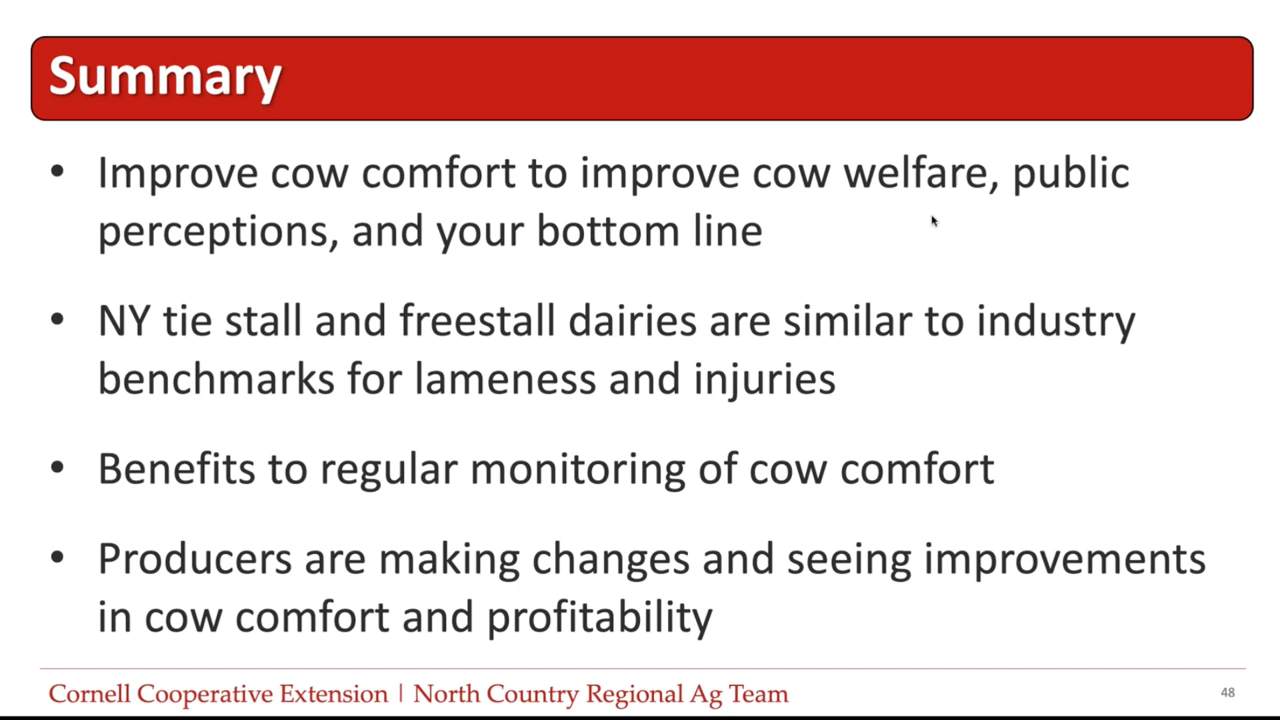 Summary
• Improve cow comfort to improve cow welfare, public
perceptions, and your bottom line
• NY tie stall and freestall dairies are similar to industry
benchmarks for lameness and injuries
• Benefits to regular monitoring of cow comfort
• Producers are making changes and seeing improvements
in cow comfort and profitability
Cornell Cooperative Extension | North Country Regional Ag Team
48